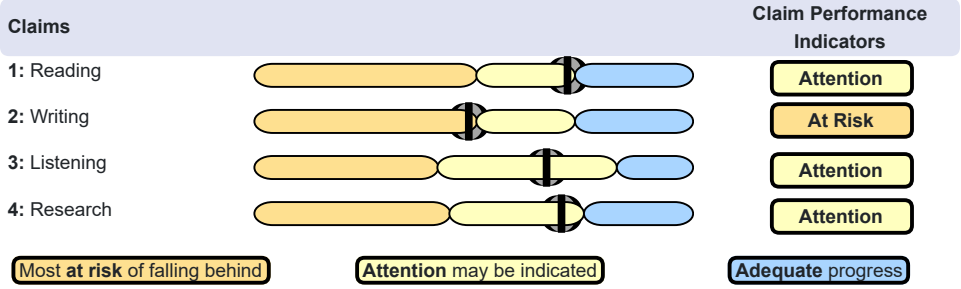 Claims
Claim Performance
Indicators
1: Reading
Attention
2: Writing
At Risk
3: Listening
Attention
4: Research
Attention
Most at risk of falling behind
Attention may be indicated
Adequate progress